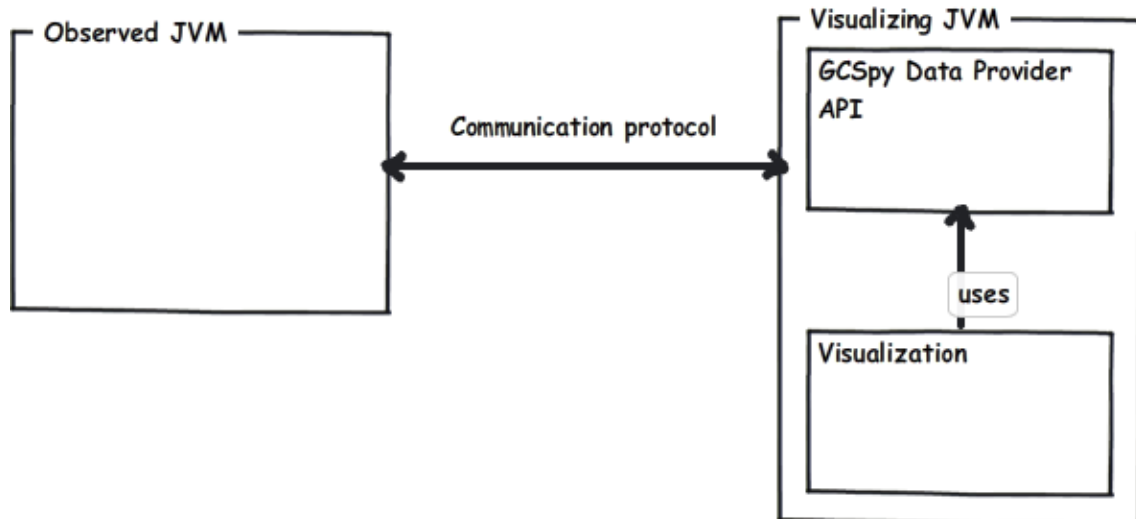 Observed JVM
Visualizing JVM
GCSpy Data Provider
API
Communication protocol
uses
Visualization